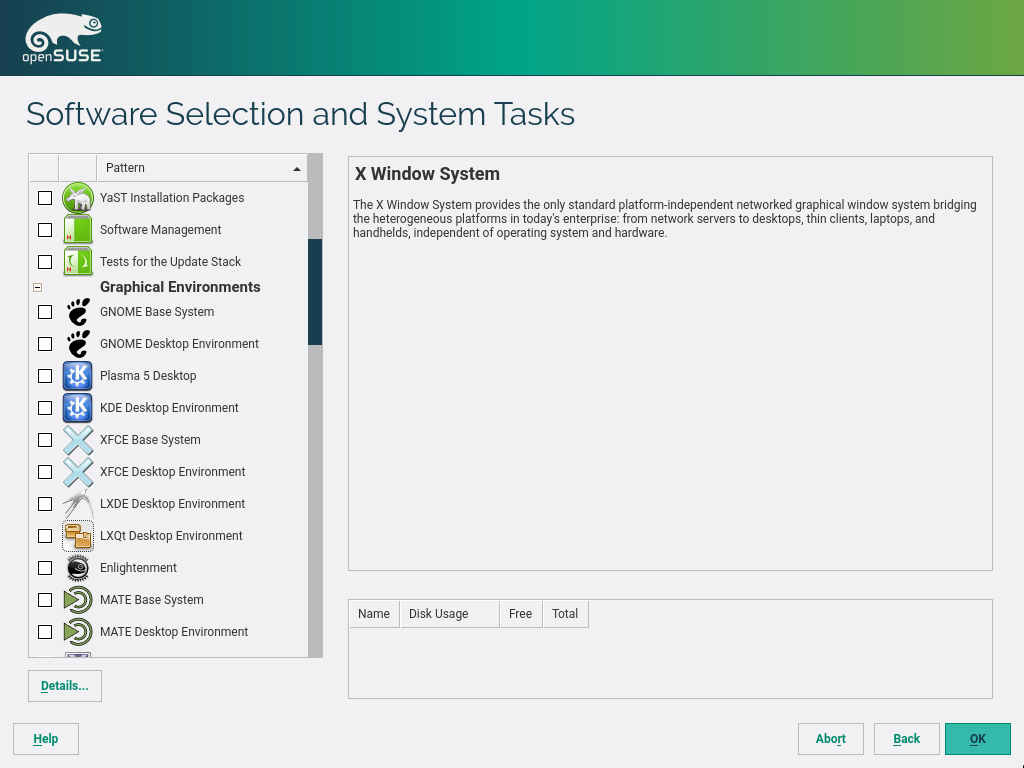 openSUSE
Software Selection and System Tasks
Pattern
YaST Installation Packages
Software Management
Tests for the Update Stack
Graphical Environments
GNOME Base System
GNOME Desktop Environment
Plasma 5 Desktop
KDE Desktop Environment
XFCE Base System
XFCE Desktop Environment
LXDE Desktop Environment
LXQt Desktop Environment
Enlightenment
MATE Base System
MATE Desktop Environment
Details...
X Window System
The X Window System provides the only standard platform-independent networked graphical window system bridging
the heterogeneous platforms in today's enterprise: from network servers to desktops, thin clients, laptops, and
handhelds, independent of operating system and hardware.
Name Disk Usage Free Total
Help Abort Back OK